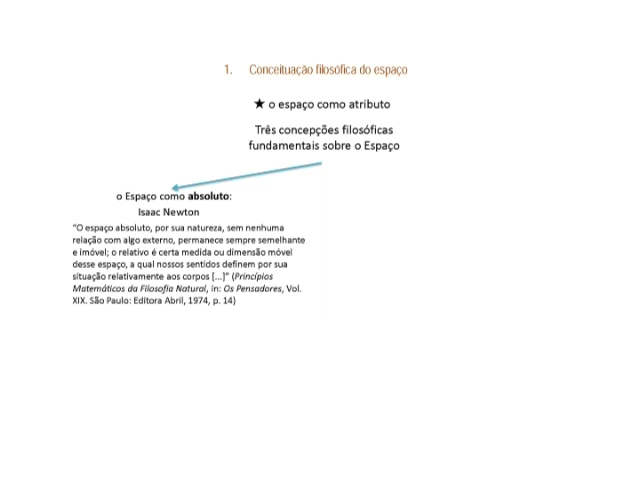 1. Conceituação filosófica do espaço
★ o espaço como atributo
Três concepções filosóficas
fundamentais sobre o Espaço
o Espaço como absoluto:
Isaac Newton
"O espaço absoluto, por sua natureza, sem nenhuma
relação com algo externo, permanece sempre semelhante
e imóvel; o relativo é certa medida ou dimensão móvel
desse espaço, a qual nossos sentidos definem por sua
situação relativamente aos corpos [...]" (Princípios
Matemáticos da Filosofia Natural, in: Os Pensadores, Vol.
XIX. São Paulo: Editora Abril, 1974, p. 14)